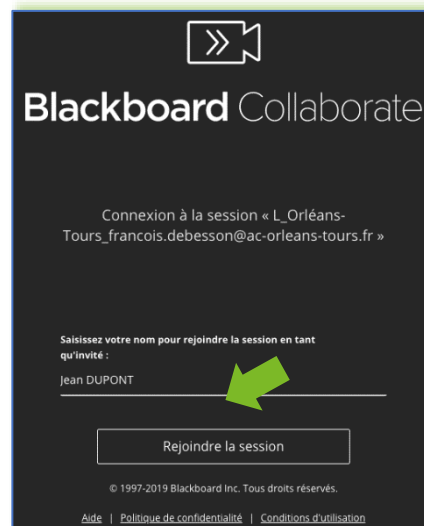 Blackboard Collaborate
Connexion à la session « L_Orléans-
Tours_francois.debesson@ac-orleans-tours.fr »
Saisissez votre nom pour rejoindre la session en tant
qu'invité :
Jean DUPONT
Rejoindre la session
© 1997-2019 Blackboard Inc. Tous droits réservés.
Aide | Politique de confidentialité | Conditions d'utilisation